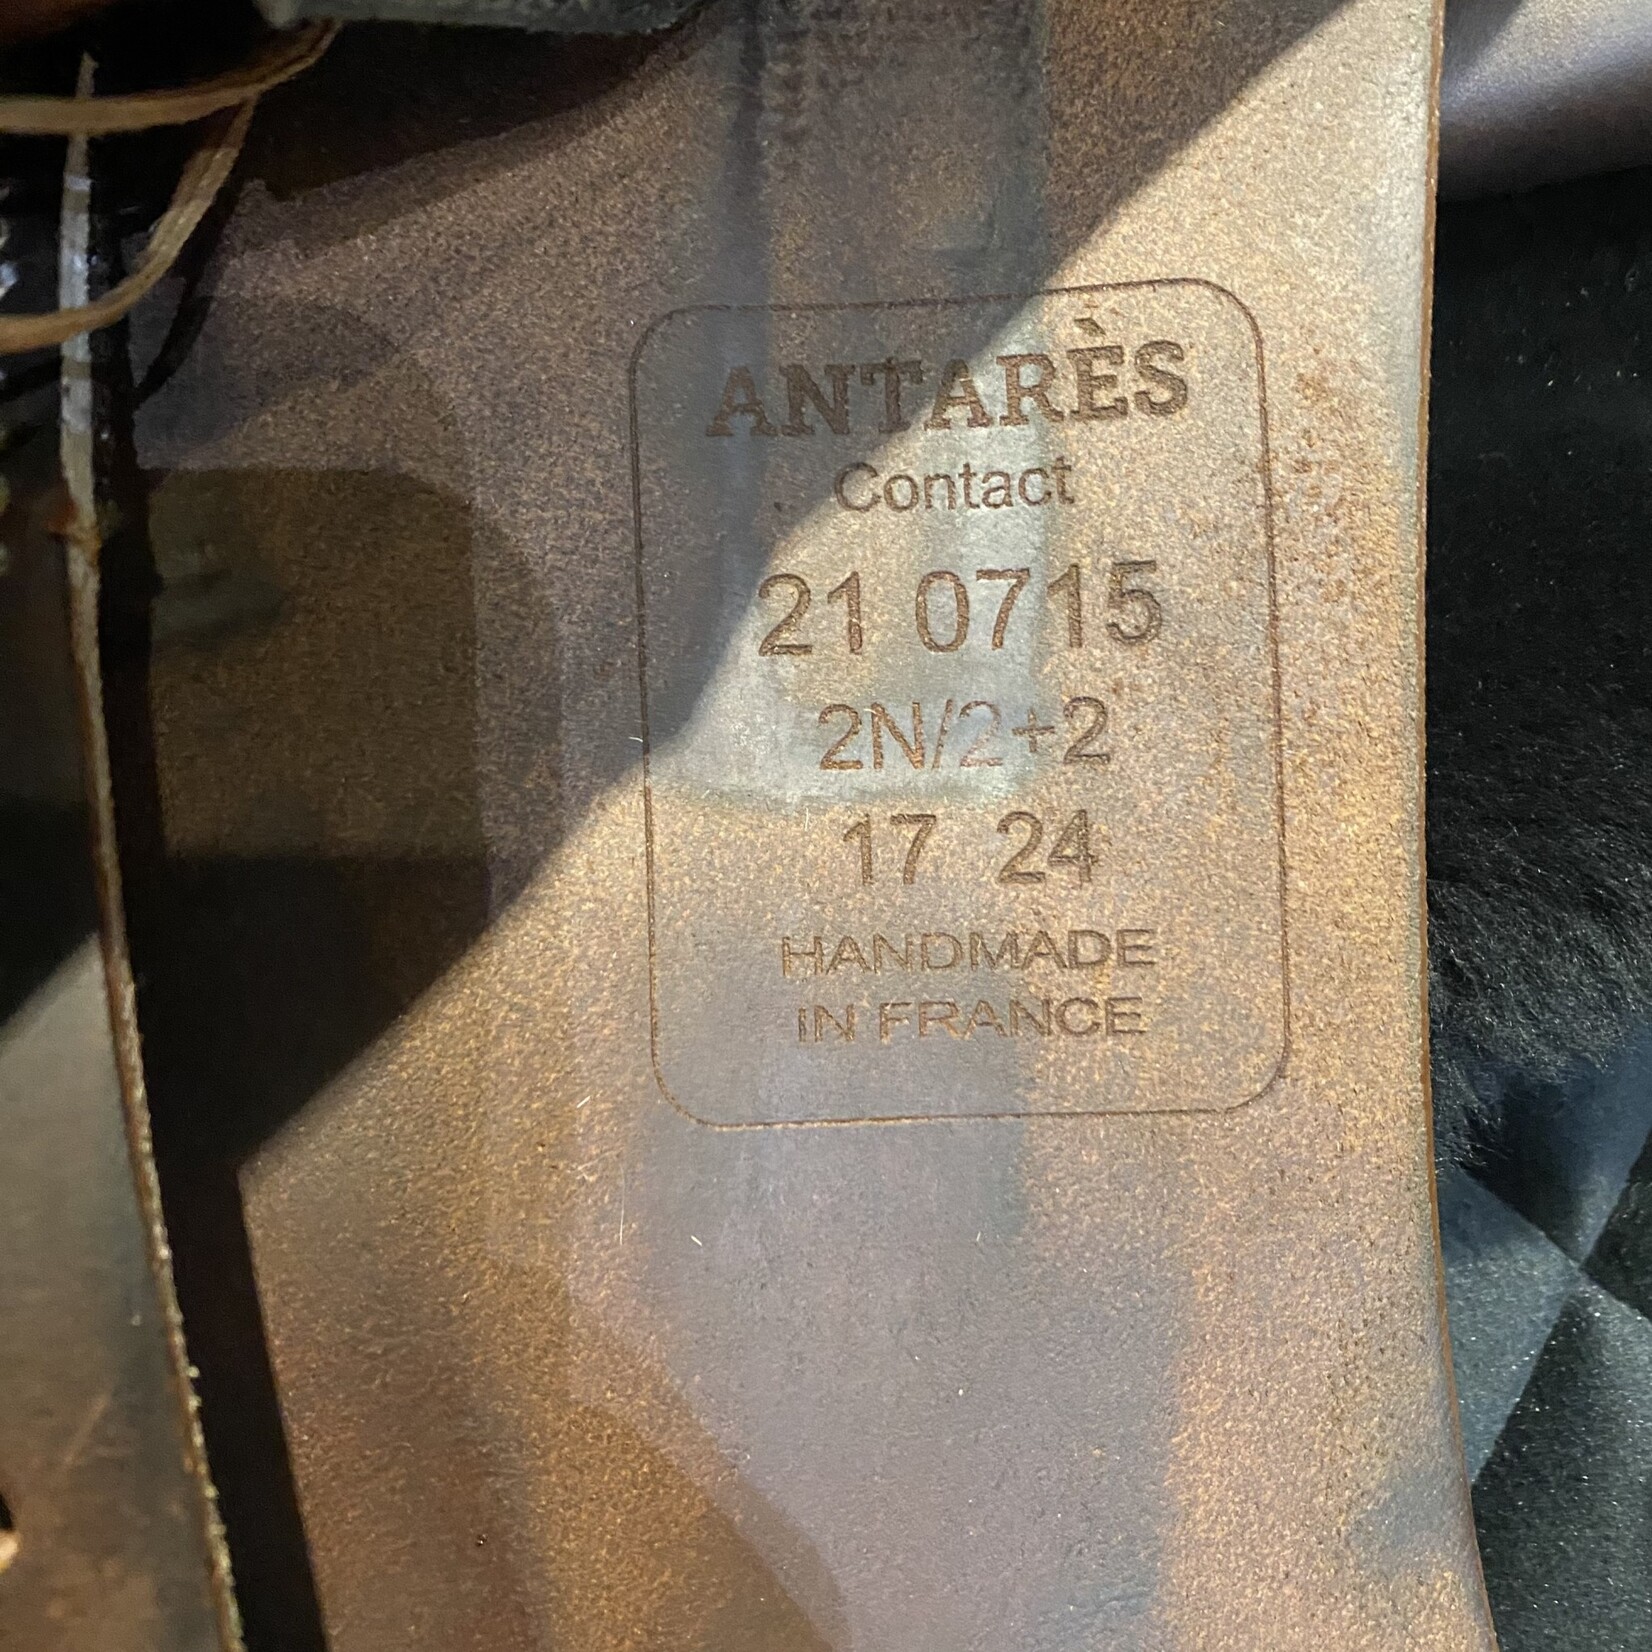 ANTARÈS
Contact
21 0715
2N/2+2
17 24
HANDMADE
IN FRANCE